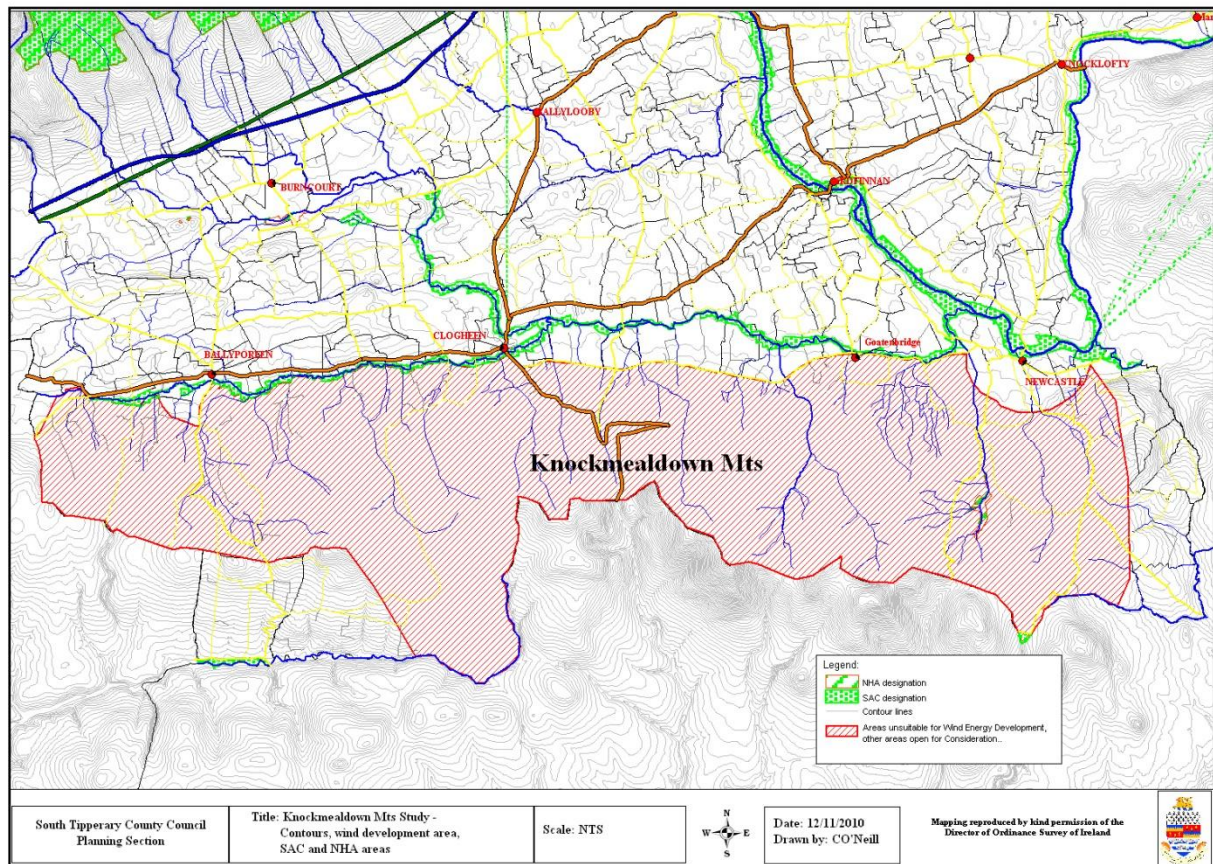 Har
KNOCKLOFTY
ALLYLOOBY
BURNCOURT
RDFINNAN
CLOGHEEN
Goatenbridge
BALLYPOREEN
NEWCASTLE
Knockmealdown Mts
Legend:
NHA designation
SAC designation
Contour lines
Areas unsuitable for Wind Energy Development,
other areas open for Consideration...
South Tipperary County Council
Planning Section
Title: Knockmealdown Mts Study -
Contours, wind development area,
SAC and NHA areas
Scale: NTS
N
W E
S
Date: 12/11/2010
Drawn by: CO'Neill
Mapping reproduced by kind permission of the
Director of Ordinance Survey of Ireland